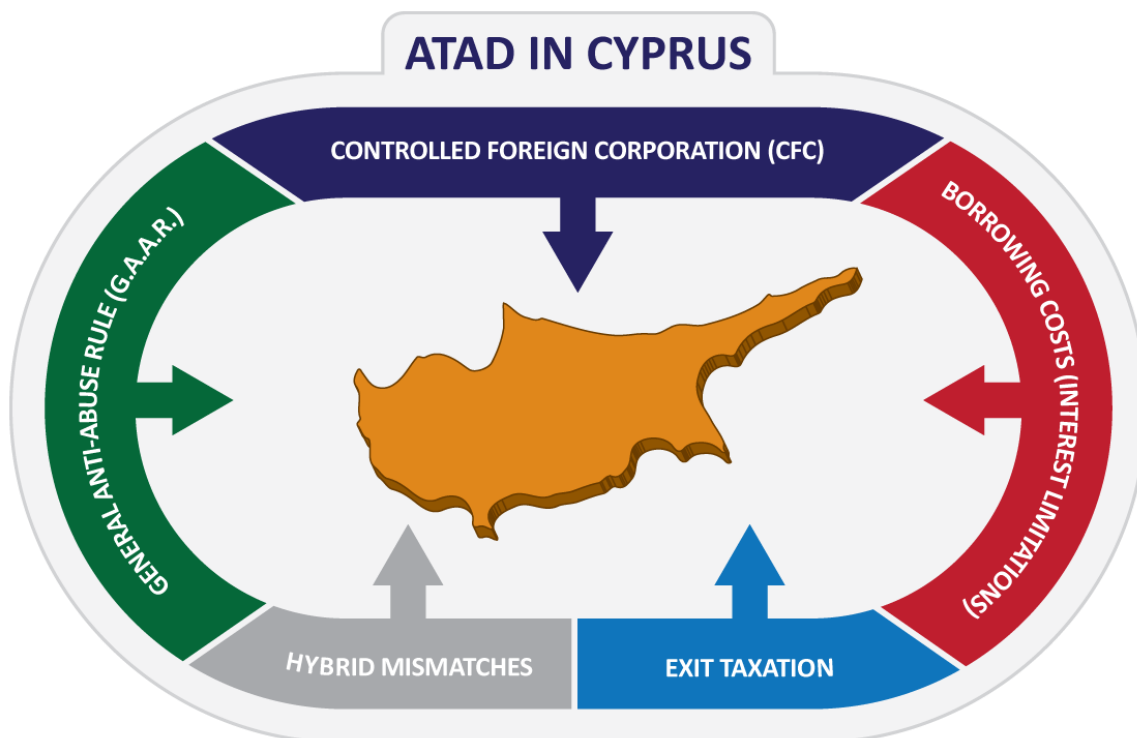 ATAD IN CYPRUS
CONTROLLED FOREIGN CORPORATION (CFC)
GENERAL ANTI-ABUSE RULE (G.A.A.R.)
BORROWING COSTS (INTEREST LIMITATIONS)
HYBRID MISMATCHES
EXIT TAXATION